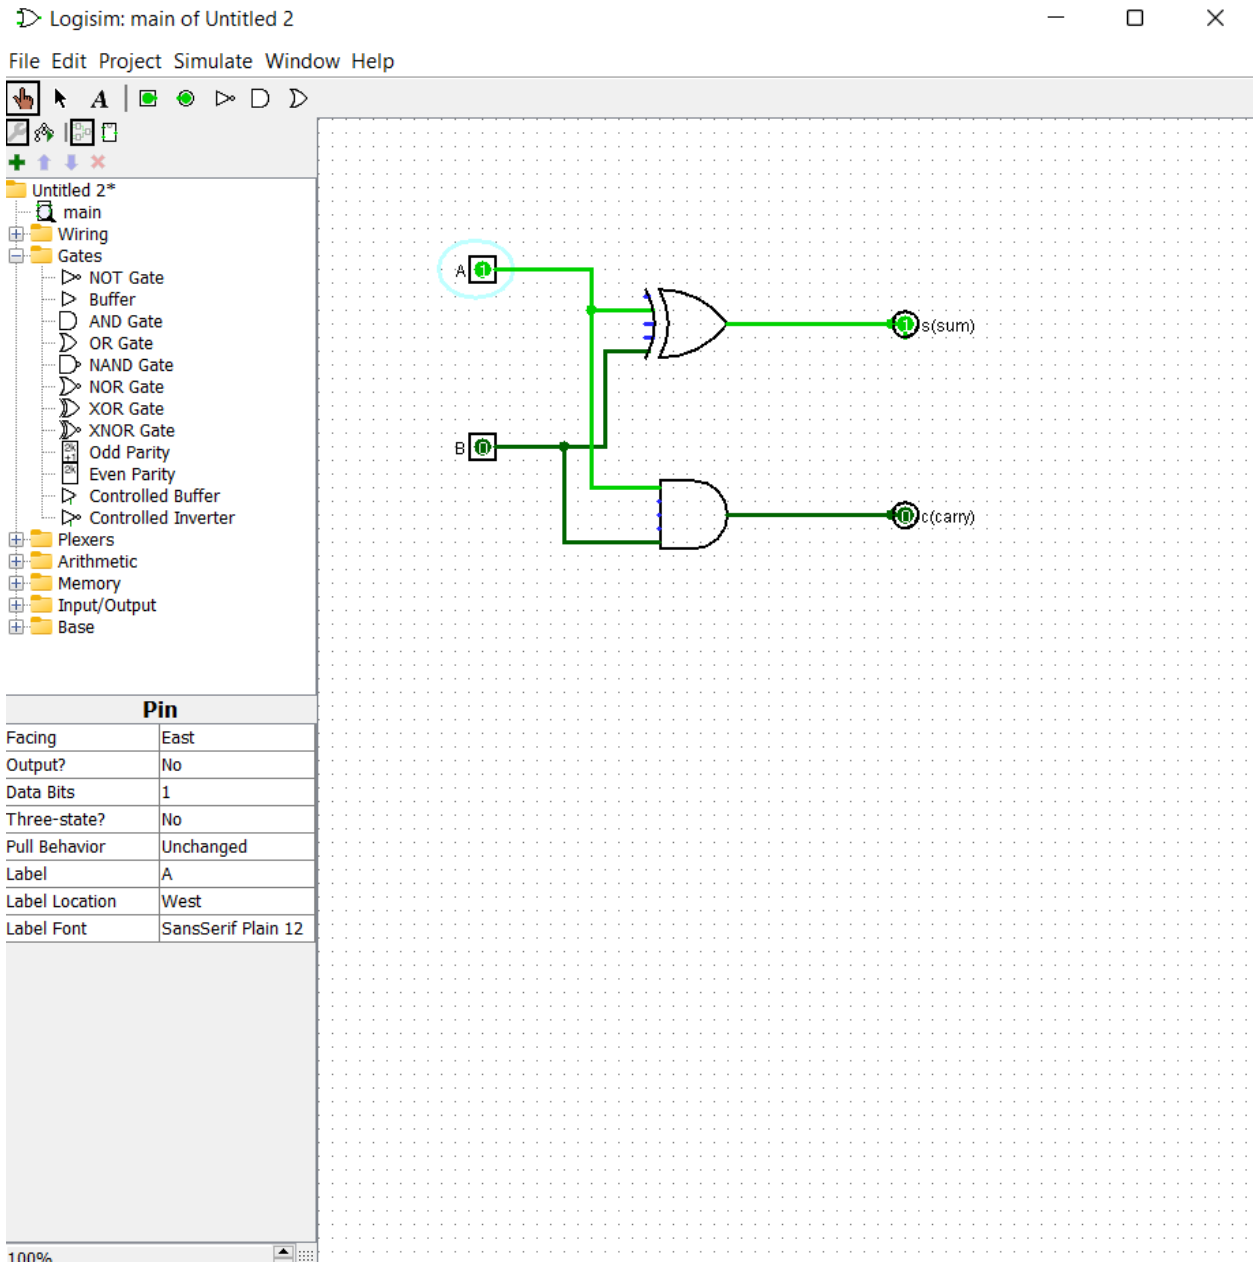 Logisim: main of Untitled 2
File Edit Project Simulate Window Help
A
Untitled 2*
main
Wiring
Gates
NOT Gate
Buffer
AND Gate
OR Gate
NAND Gate
NOR Gate
XOR Gate
XNOR Gate
2k+1 Odd Parity
2k Even Parity
Controlled Buffer
Controlled Inverter
Plexers
Arithmetic
Memory
Input/Output
Base
A 1
1 s(sum)
B 0
0 c(carry)
Pin
Facing East
Output? No
Data Bits 1
Three-state? No
Pull Behavior Unchanged
Label A
Label Location West
Label Font SansSerif Plain 12
100%